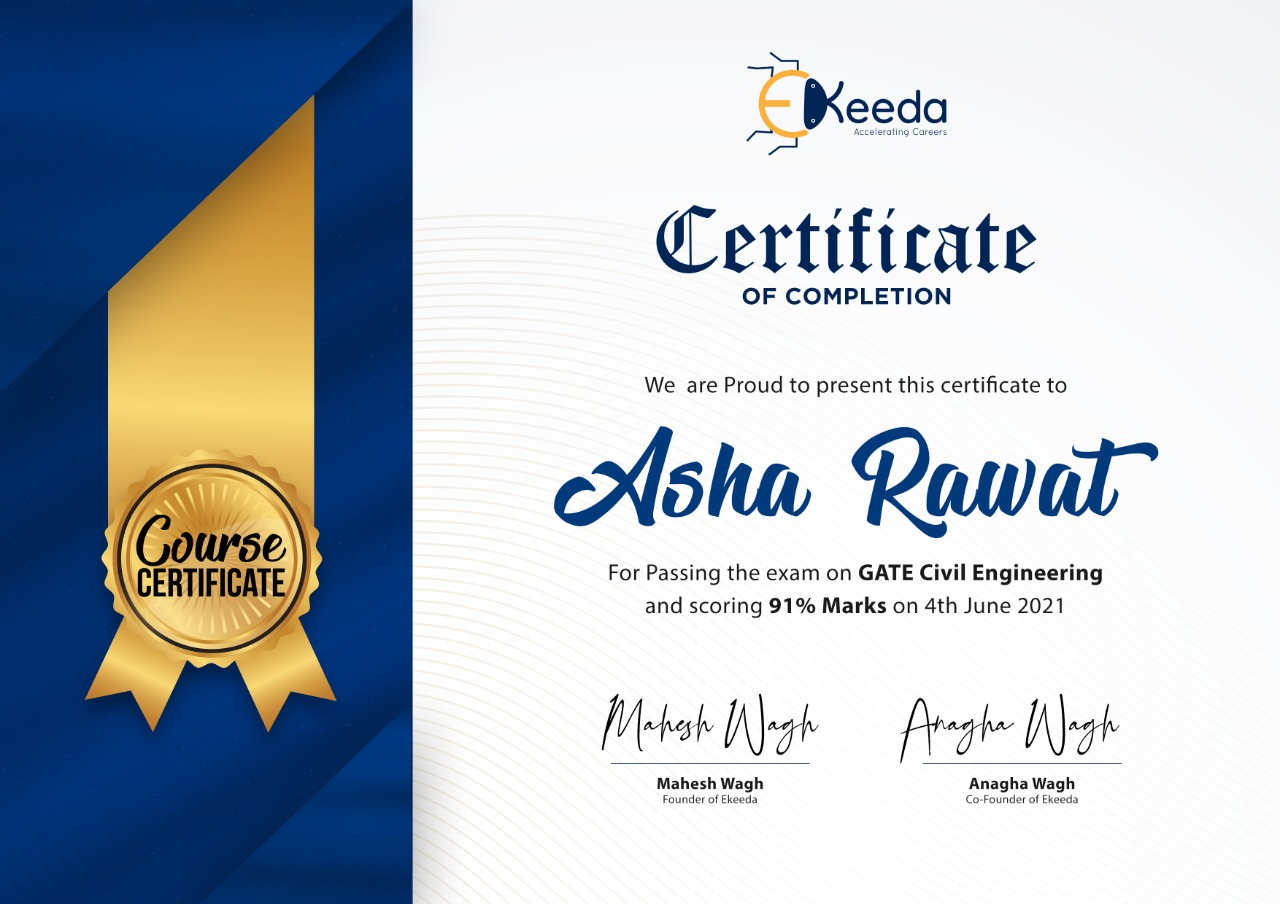 EKeeda
Accelerating Careers
Certificate
OF COMPLETION
We are Proud to present this certificate to
Asha Rawat
Course
CERTIFICATE
For Passing the exam on GATE Civil Engineering
and scoring 91% Marks on 4th June 2021
Mahesh Wagh
Anagha Wagh
Mahesh Wagh
Founder of Ekeeda
Anagha Wagh
Co-Founder of Ekeeda